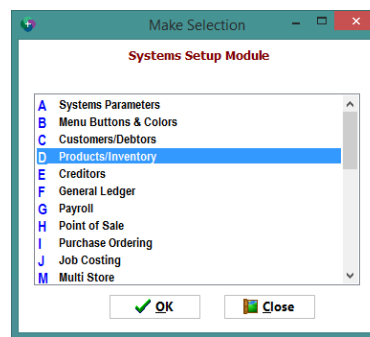 Make Selection
Systems Setup Module
A Systems Parameters
B Menu Buttons & Colors
C Customers/Debtors
D Products/Inventory
E Creditors
F General Ledger
G Payroll
H Point of Sale
I Purchase Ordering
J Job Costing
M Multi Store
OK Close